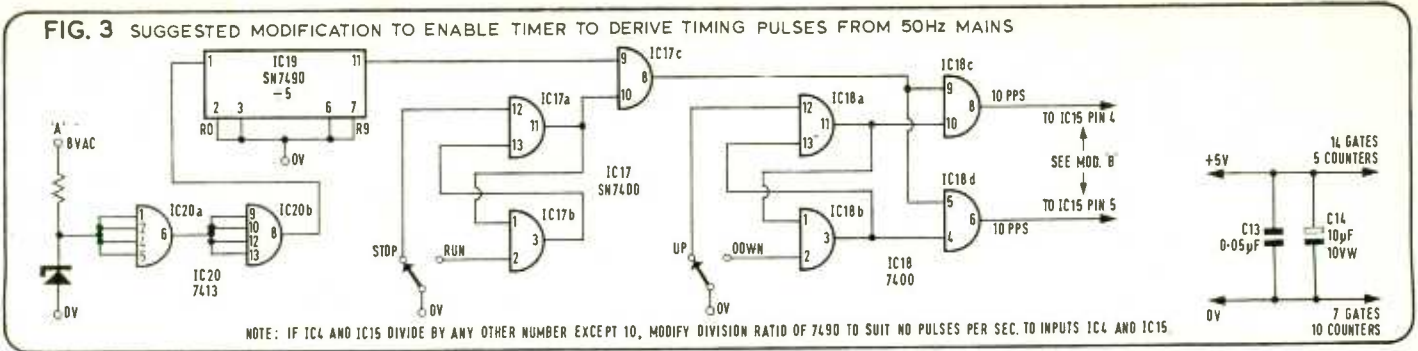 FIG. 3 SUGGESTED MODIFICATION TO ENABLE TIMER TO DERIVE TIMING PULSES FROM 50Hz MAINS
'A'
8VAC
0V
1
2
4
5
IC20a
6
9
10
12
13
IC20b
8
IC20
7413
1
IC19
SN7490
-5
11
2
3
6
7
R0
R9
0V
STOP
RUN
0V
12
13
IC17a
11
1
2
IC17b
3
IC17
SN7400
9
10
IC17c
8
UP
DOWN
0V
12
13
IC18a
11
1
2
IC18b
3
IC18
7400
IC18c
9
10
8
10 PPS
TO IC15 PIN 4
SEE MOD. 'B'
IC18d
5
4
6
10 PPS
TO IC15 PIN 5
+5V
14 GATES
5 COUNTERS
C13
0·05µF
C14
10µF
10VW
0V
7 GATES
10 COUNTERS
NOTE: IF IC4 AND IC15 DIVIDE BY ANY OTHER NUMBER EXCEPT 10, MODIFY DIVISION RATIO OF 7490 TO SUIT NO PULSES PER SEC. TO INPUTS IC4 AND IC15